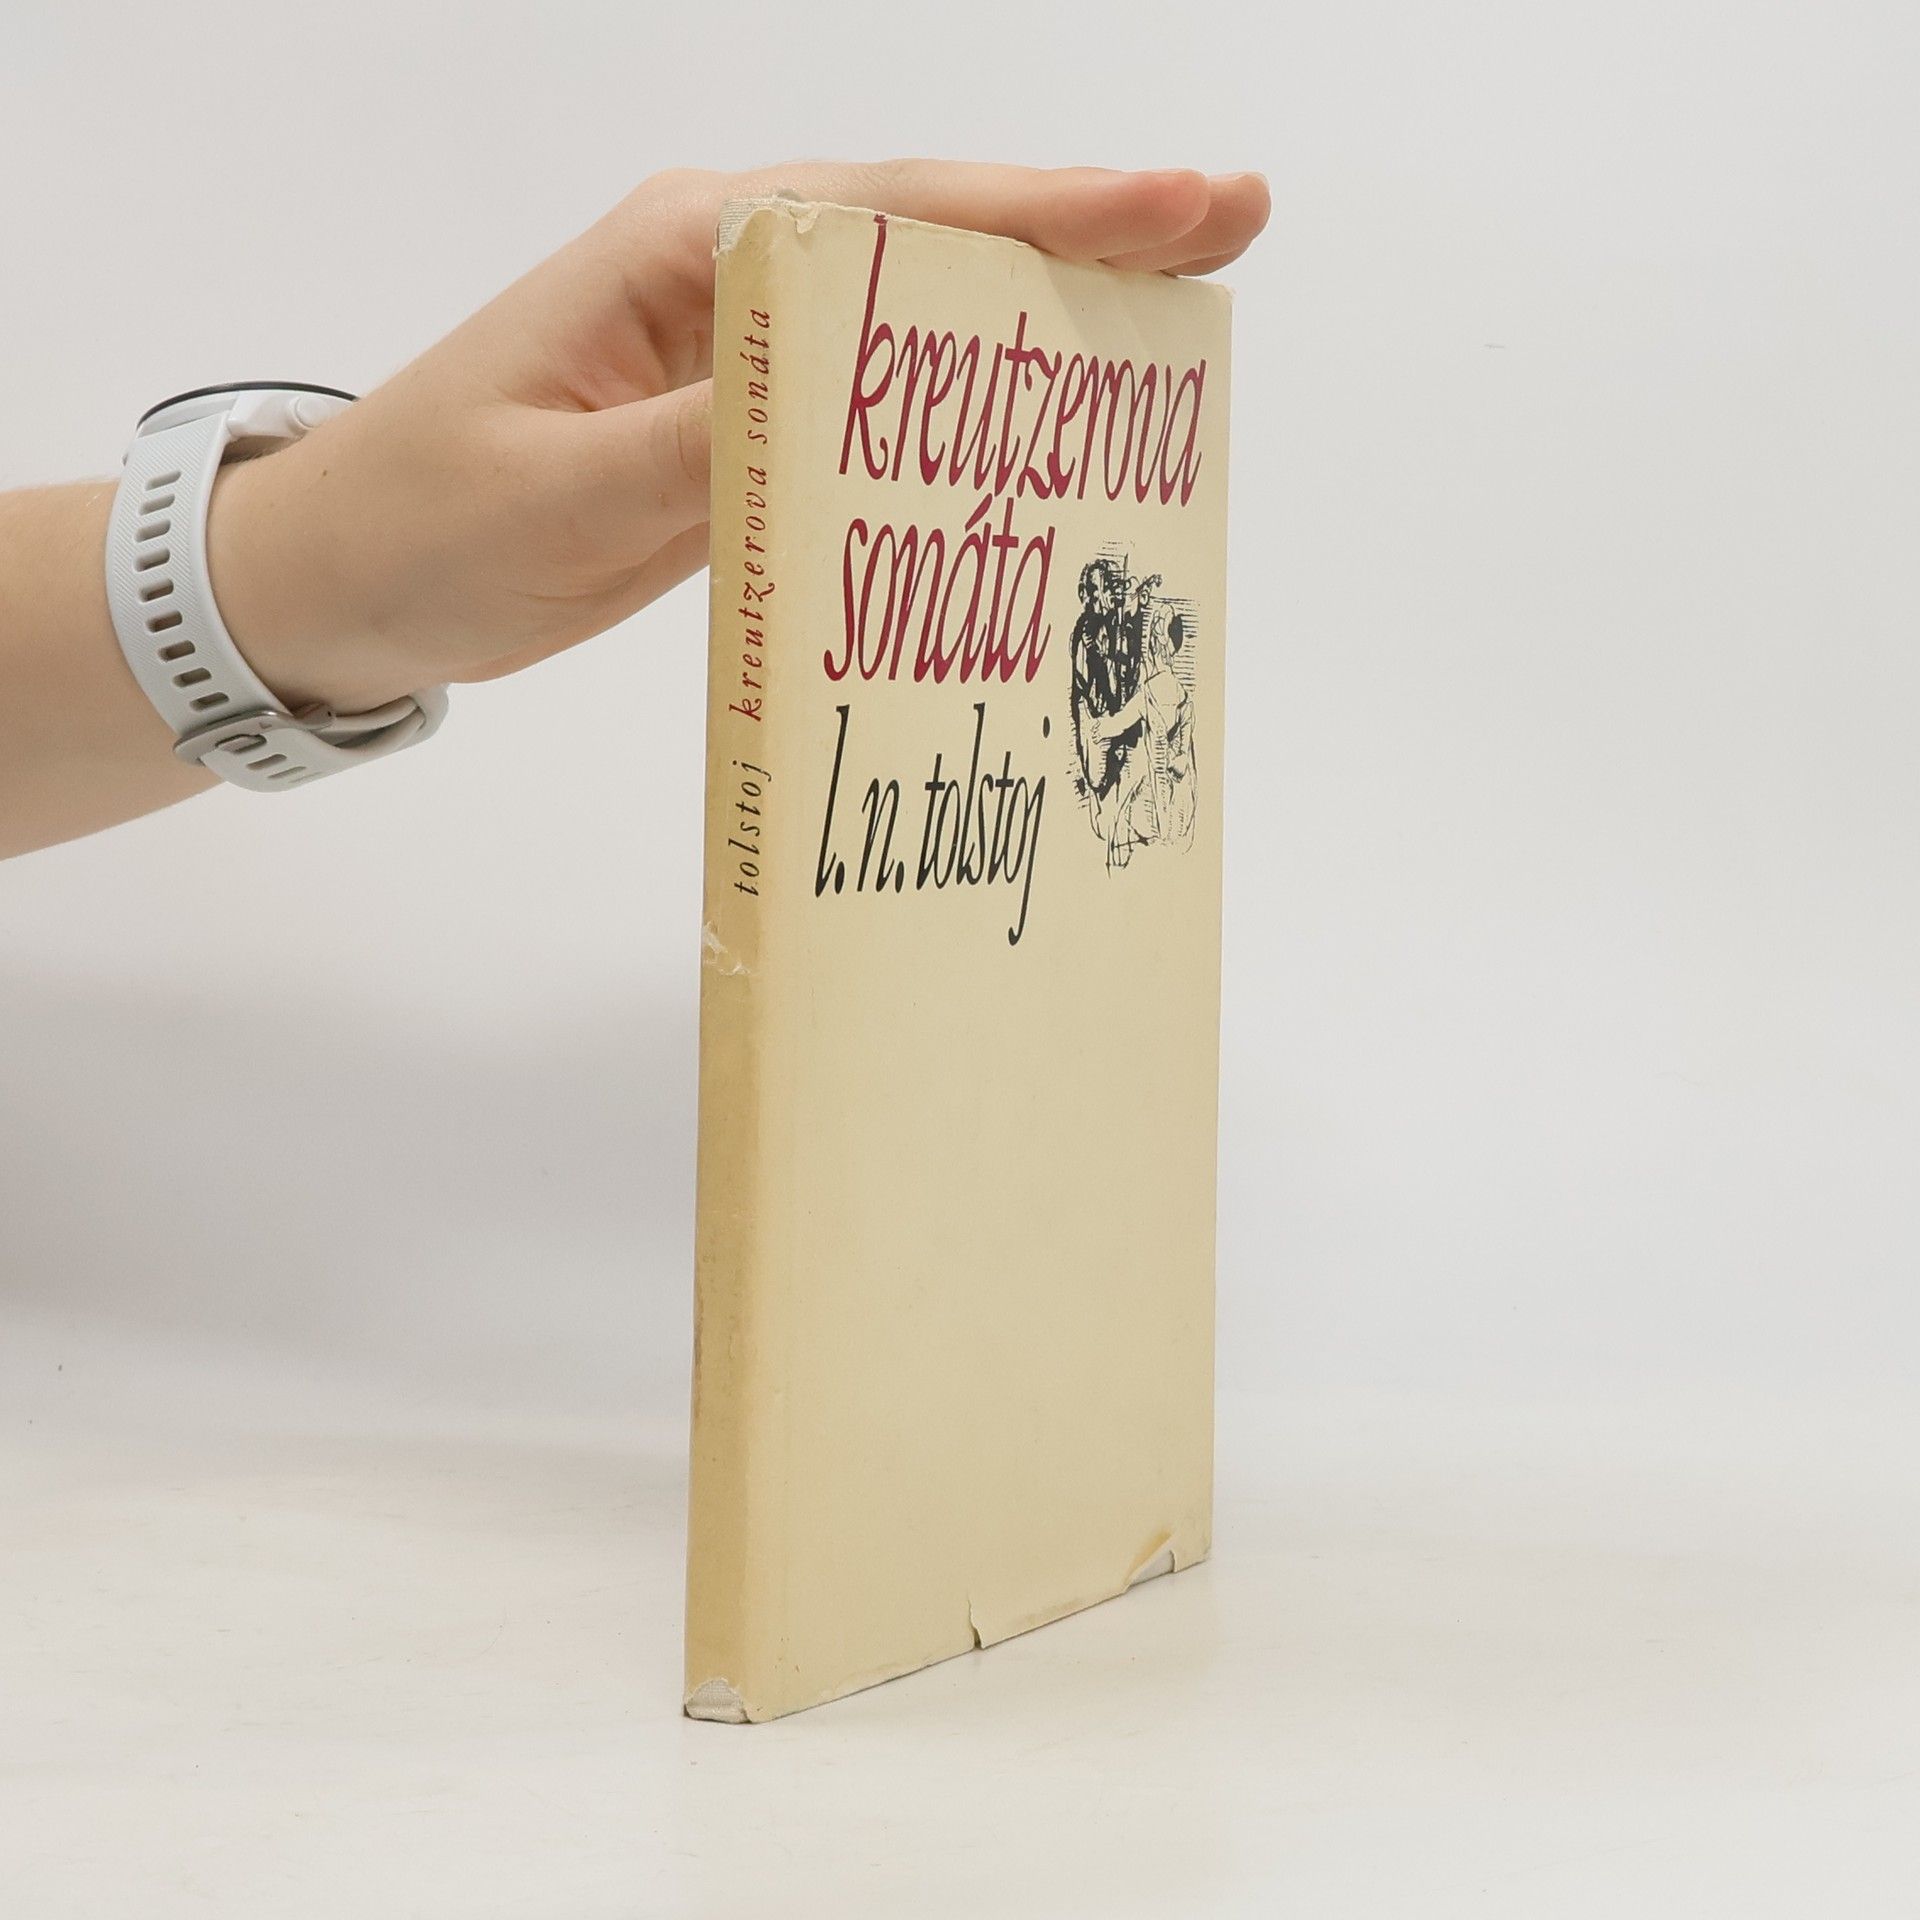 tolstoj kreutzerova sonáta
kreutzerova
sonáta
l. n. tolstoj